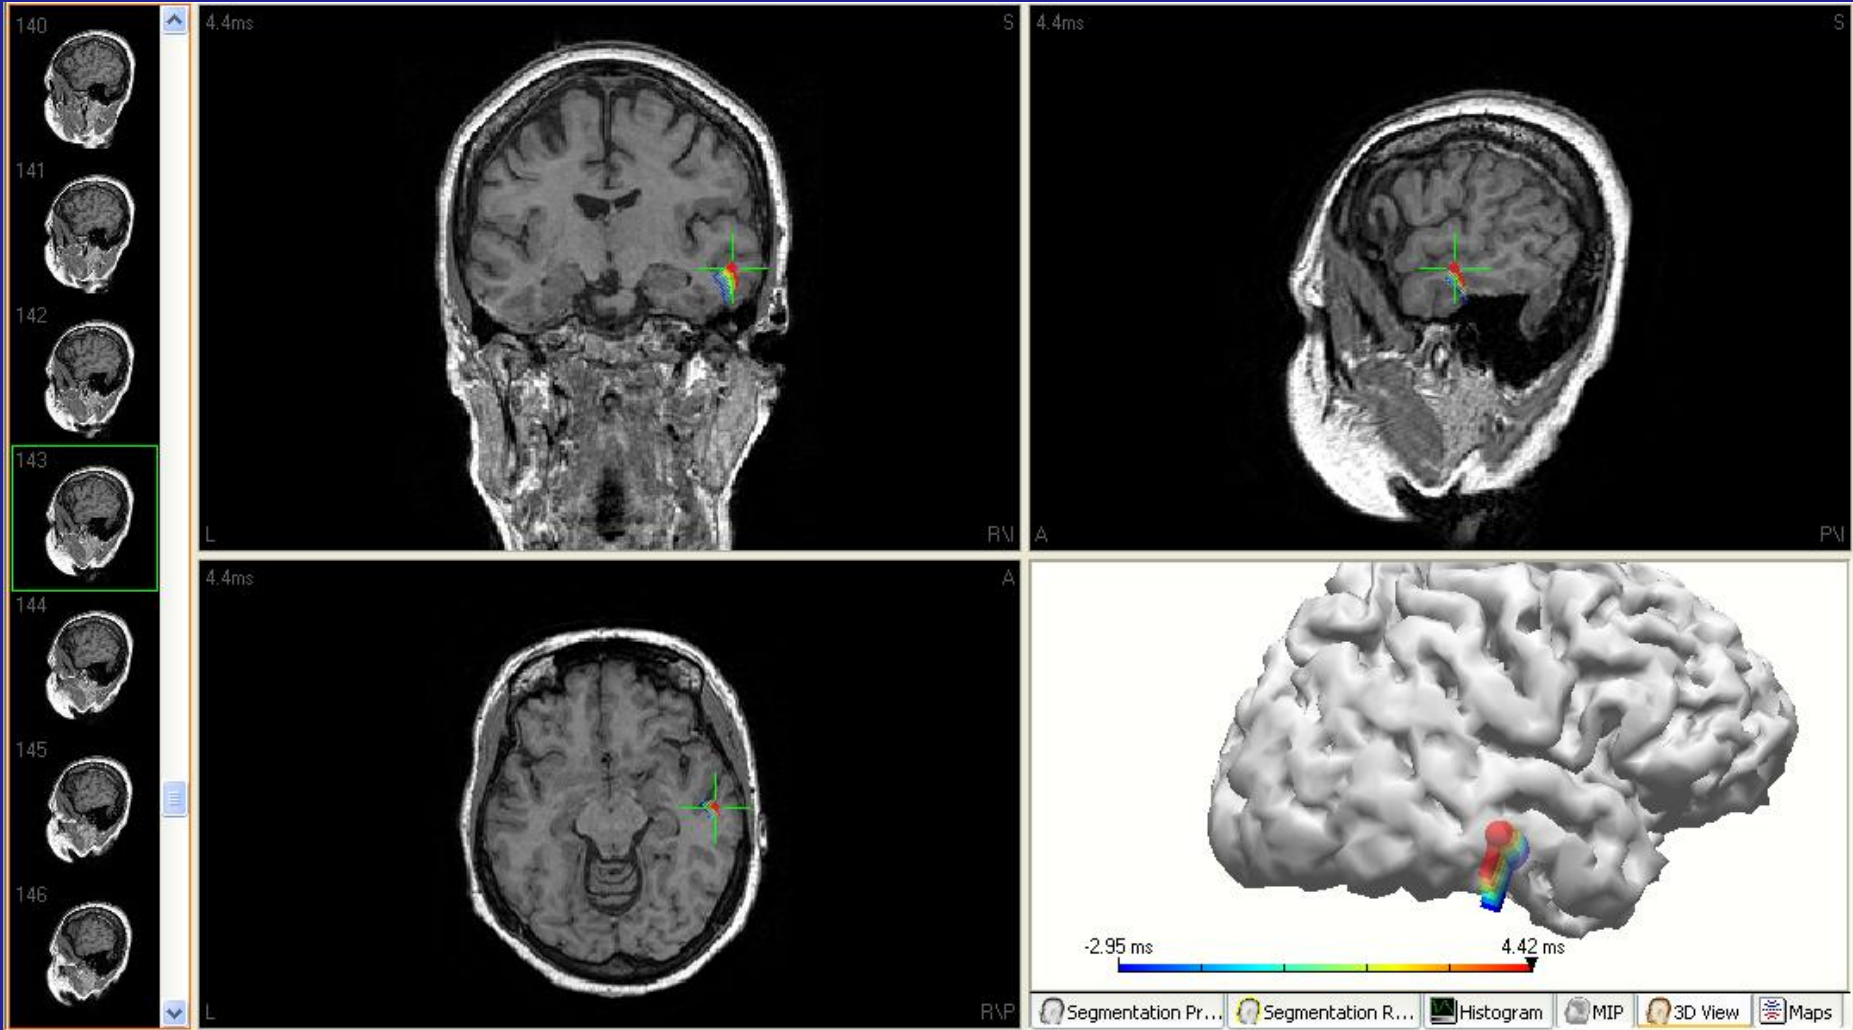 140
141
142
143
144
145
146
4.4ms
S
L
R\I
4.4ms
S
A
P\I
4.4ms
A
L
R\P
-2.95 ms
4.42 ms
Segmentation Pr...
Segmentation R...
Histogram
MIP
3D View
Maps